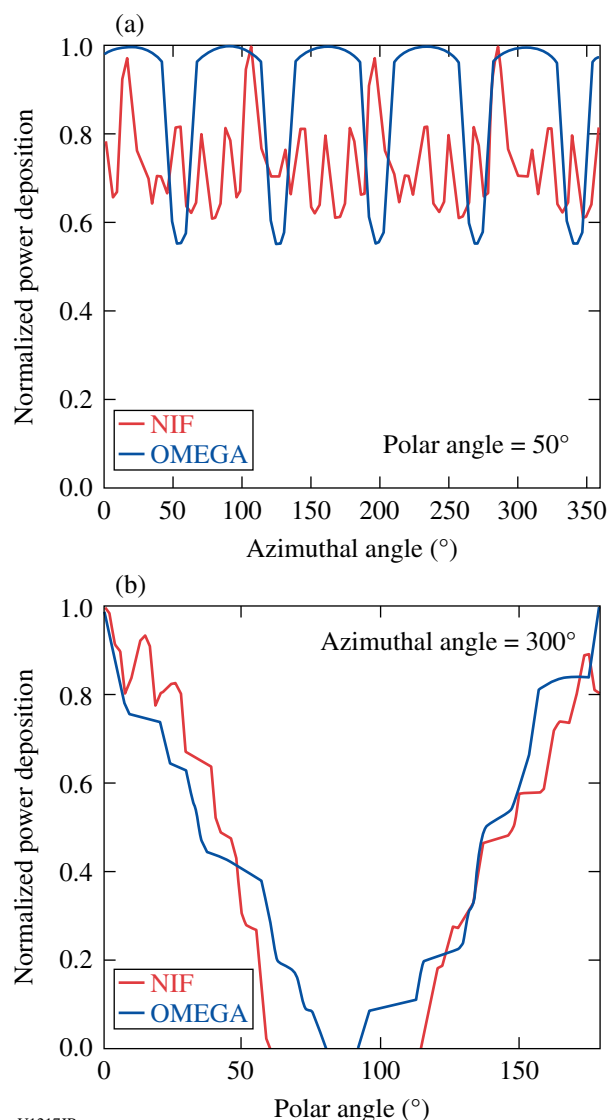 (a)
1.0
0.8
0.6
0.4
0.2
0.0
Normalized power deposition
NIF
OMEGA
Polar angle = 50°
0 50 100 150 200 250 300 350
Azimuthal angle (°)
(b)
1.0
0.8
0.6
0.4
0.2
0.0
Normalized power deposition
Azimuthal angle = 300°
NIF
OMEGA
0 50 100 150
Polar angle (°)